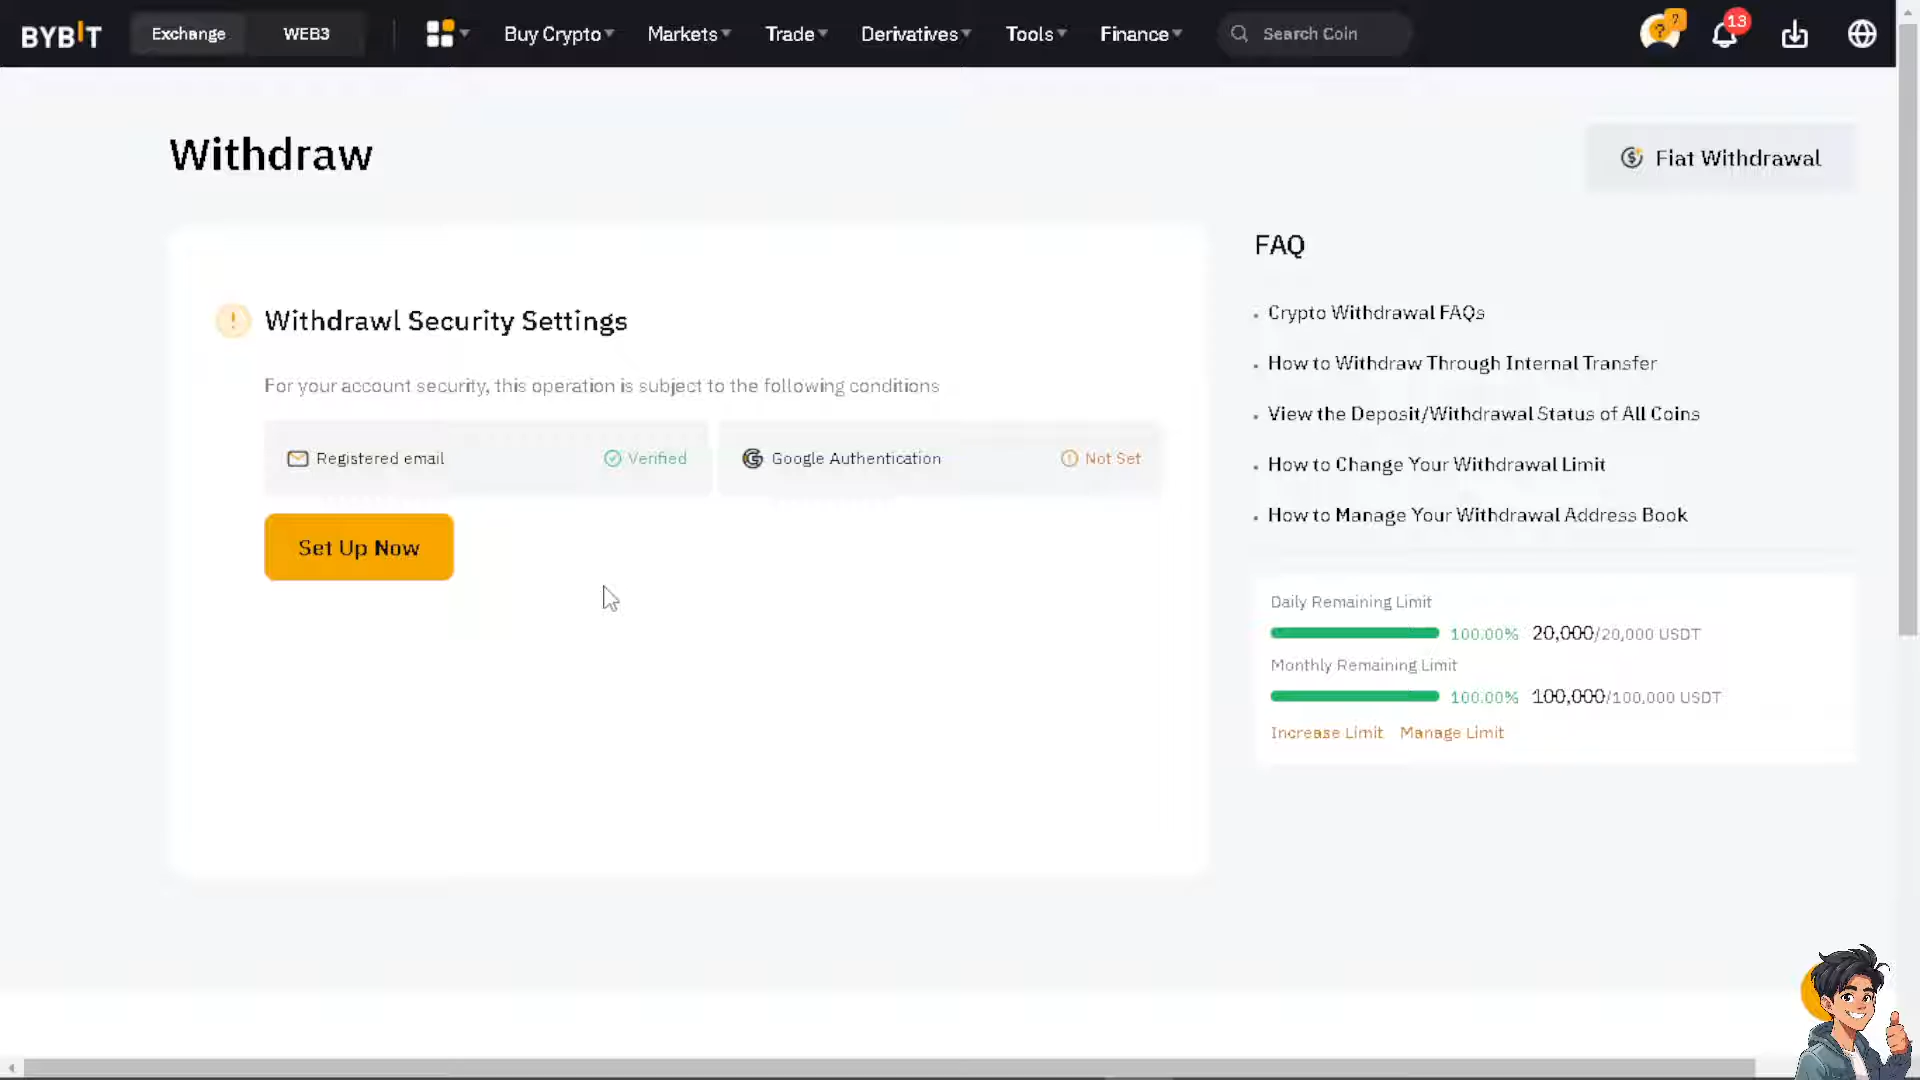 BYBIT Exchange WEB3 Buy Crypto Markets Trade Derivatives Tools Finance Search Coin ? 13
Withdraw
Fiat Withdrawal
Withdrawl Security Settings
For your account security, this operation is subject to the following conditions
Registered email Verified Google Authentication Not Set
Set Up Now
FAQ
Crypto Withdrawal FAQs
How to Withdraw Through Internal Transfer
View the Deposit/Withdrawal Status of All Coins
How to Change Your Withdrawal Limit
How to Manage Your Withdrawal Address Book
Daily Remaining Limit
100.00% 20,000/20,000 USDT
Monthly Remaining Limit
100.00% 100,000/100,000 USDT
Increase Limit Manage Limit